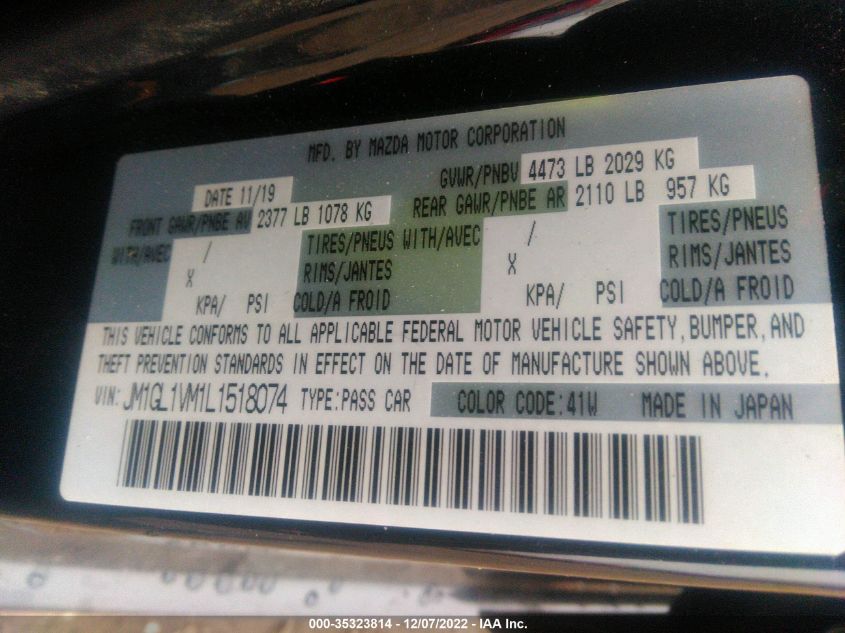 MFD. BY MAZDA MOTOR CORPORATION
DATE 11/19 GVWR/PNBV 4473 LB 2029 KG
FRONT GAWR/PNBE AV 2377 LB 1078 KG REAR GAWR/PNBE AR 2110 LB 957 KG
WITH/AVEC / TIRES/PNEUS WITH/AVEC / TIRES/PNEUS
X RIMS/JANTES X RIMS/JANTES
KPA/ PSI COLD/A FROID KPA/ PSI COLD/A FROID
THIS VEHICLE CONFORMS TO ALL APPLICABLE FEDERAL MOTOR VEHICLE SAFETY, BUMPER, AND
THEFT PREVENTION STANDARDS IN EFFECT ON THE DATE OF MANUFACTURE SHOWN ABOVE.
VIN: JM1GL1VM1L1518074 TYPE: PASS CAR COLOR CODE: 41W MADE IN JAPAN
000-35323814 - 12/07/2022 - IAA Inc.